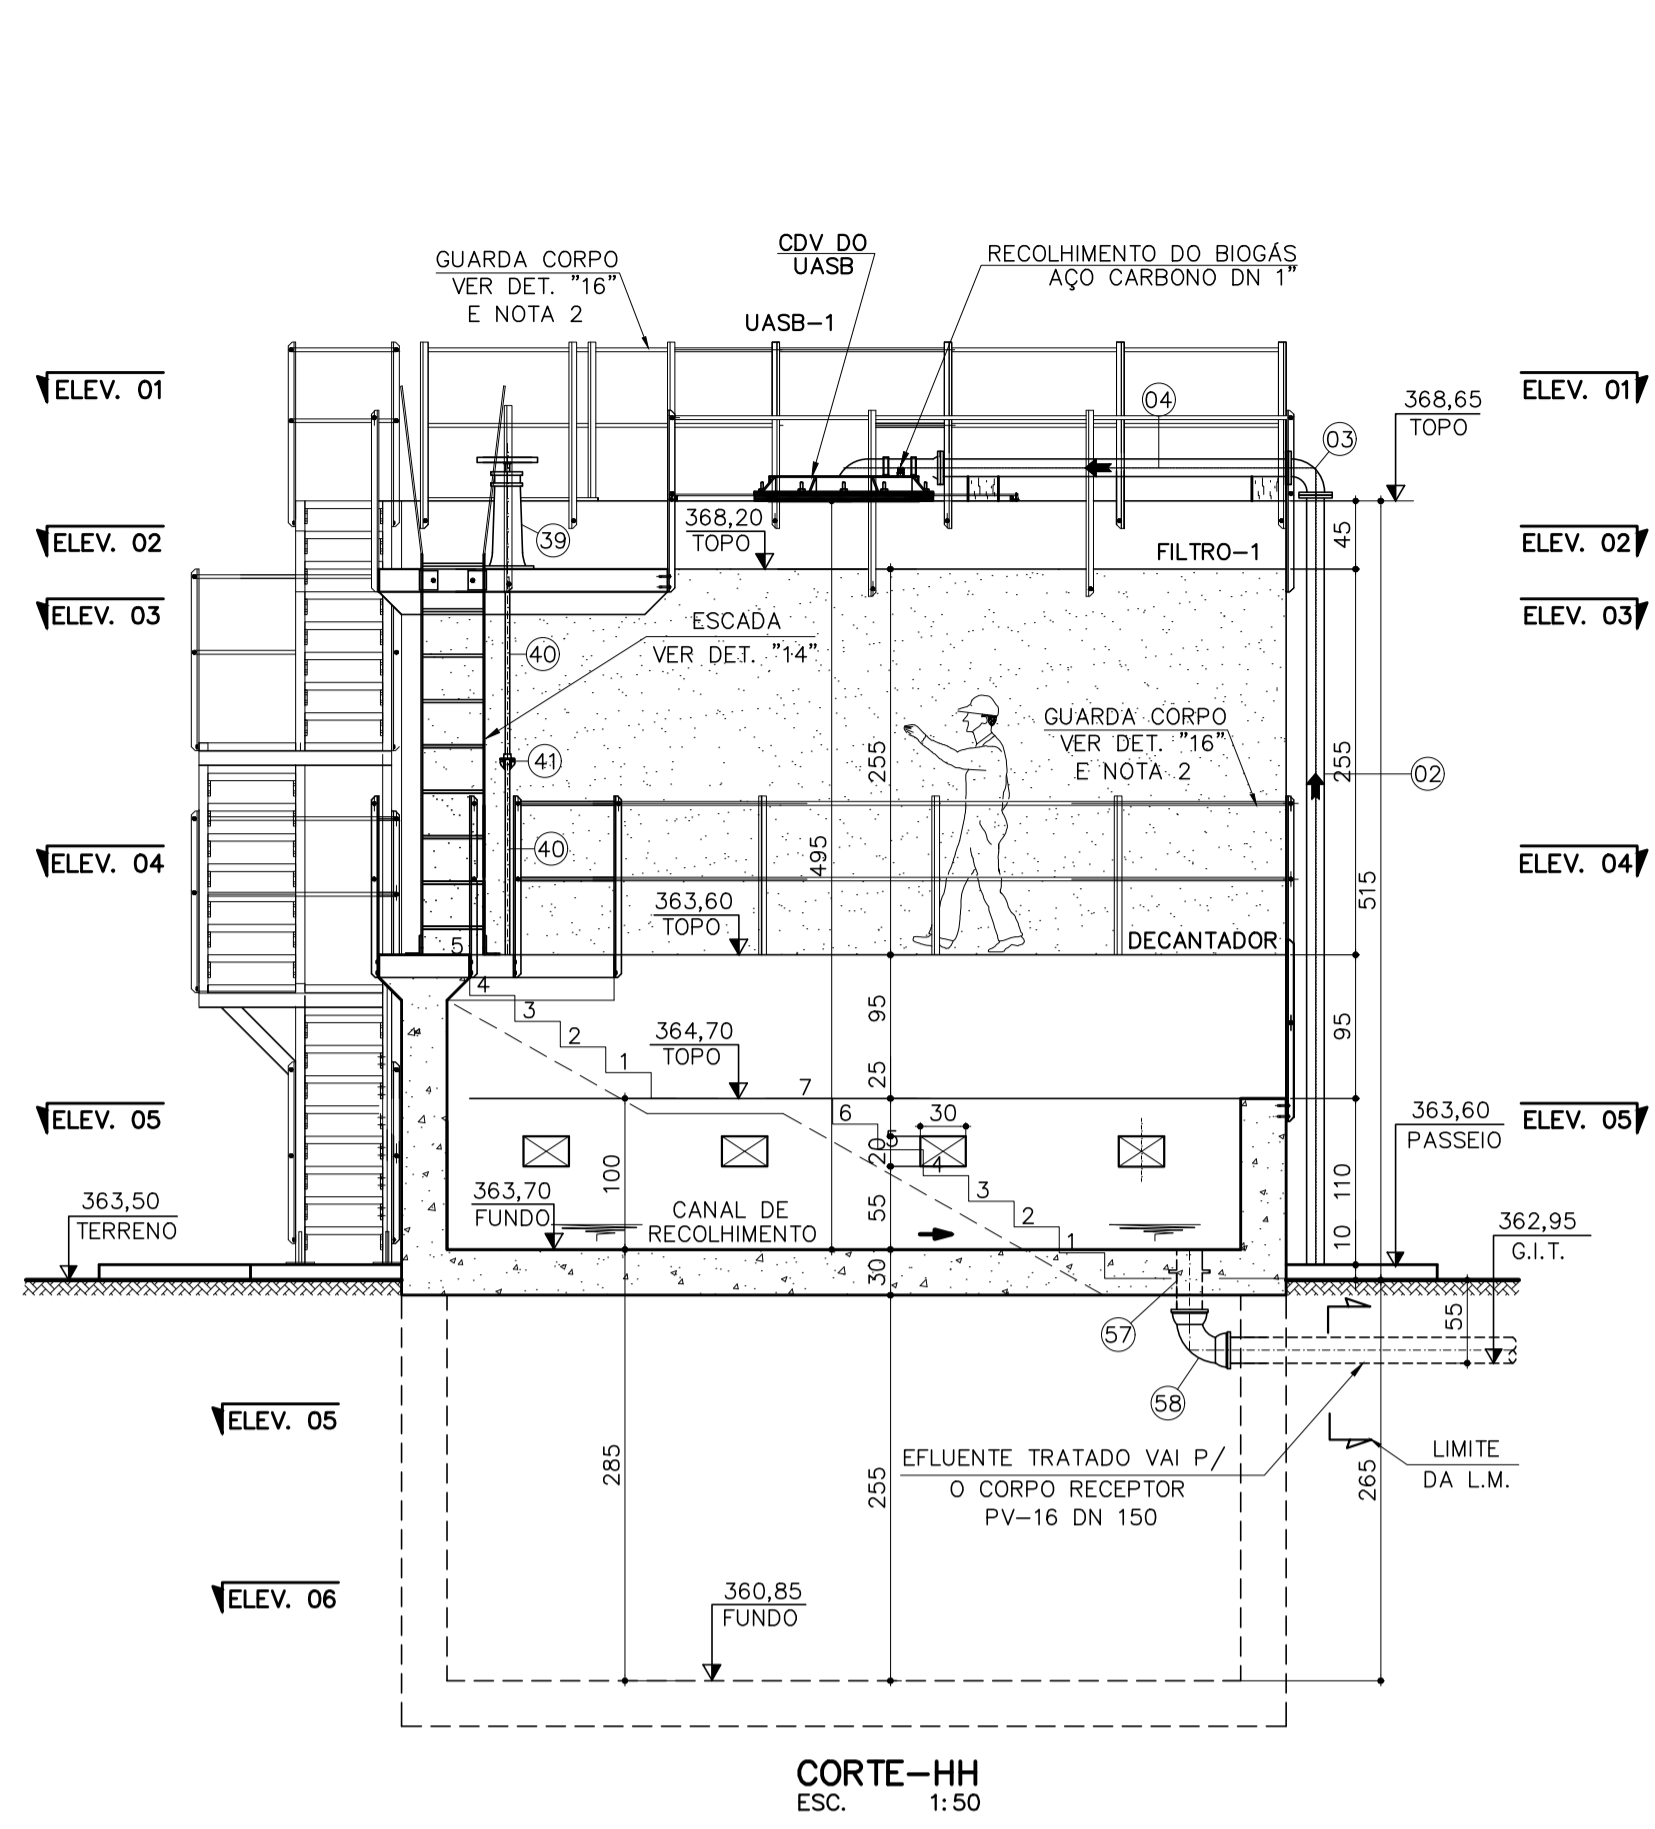 CDV DO
UASB
GUARDA CORPO
VER DET. "16"
E NOTA 2
RECOLHIMENTO DO BIOGÁS
AÇO CARBONO DN 1"
UASB-1
ELEV. 01
ELEV. 01
04
368,65
TOPO
03
368,20
TOPO
39
45
ELEV. 02
ELEV. 02
FILTRO-1
ELEV. 03
ELEV. 03
ESCADA
VER DET. "14"
40
GUARDA CORPO
VER DET. "16"
E NOTA 2
41
255
255
02
40
495
ELEV. 04
ELEV. 04
515
363,60
TOPO
DECANTADOR
5
4
3
2
1
95
95
364,70
TOPO
25
7
6
30
5
20
4
3
2
1
ELEV. 05
363,60
PASSEIO
ELEV. 05
100
363,70
FUNDO
CANAL DE
RECOLHIMENTO
55
110
10
30
363,50
TERRENO
362,95
G.I.T.
57
55
58
ELEV. 05
285
255
265
EFLUENTE TRATADO VAI P/
O CORPO RECEPTOR
PV-16 DN 150
LIMITE
DA L.M.
ELEV. 06
360,85
FUNDO
CORTE-HH
ESC. 1:50